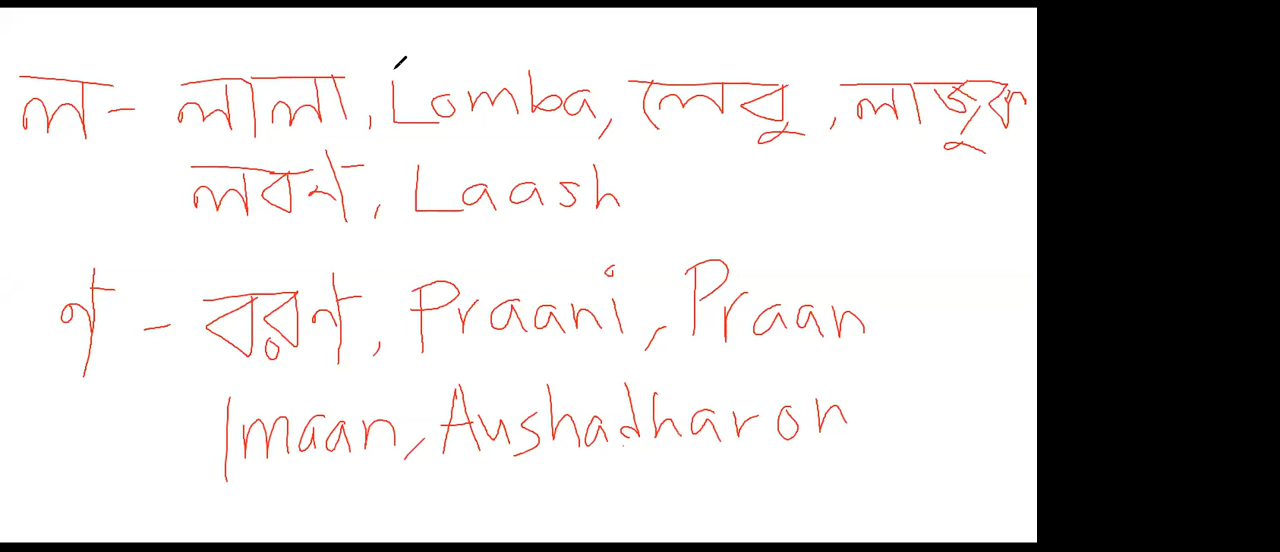 ল - লালা, Lomba, লেবু, লাজুক
লবণ, Laash
ণ - বরণ, Praani, Praan
Imaan, Aushadharon